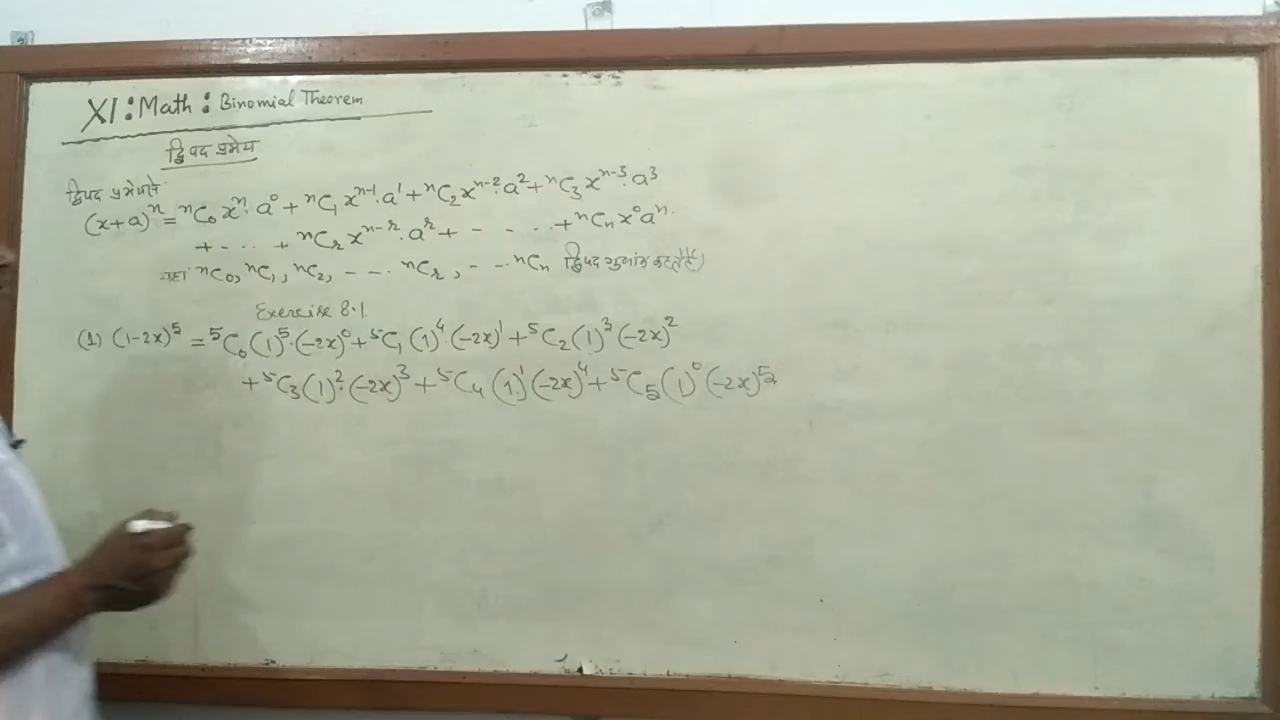 XI : Math : Binomial Theorem
द्विपद प्रमेय
द्विपद प्रमेय से
(x+a)ⁿ = ⁿC₀ xⁿ· a⁰ + ⁿC₁ xⁿ⁻¹· a¹ + ⁿC₂ xⁿ⁻²· a² + ⁿC₃ xⁿ⁻³· a³
+ - . . . + ⁿCᵣ xⁿ⁻ʳ· aʳ + - - - . . . + ⁿCₙ x⁰ aⁿ.
यहां ⁿC₀, ⁿC₁, ⁿC₂, - - - . ⁿCᵣ, - - . ⁿCₙ द्विपद गुणांक कहते हैं
Exercise 8.1
(1) (1-2x)⁵ = ⁵C₀ (1)⁵· (-2x)⁰ + ⁵C₁ (1)⁴· (-2x)¹ + ⁵C₂ (1)³ (-2x)²
+ ⁵C₃ (1)²· (-2x)³ + ⁵C₄ (1)¹ (-2x)⁴ + ⁵C₅ (1)⁰ (-2x)⁵